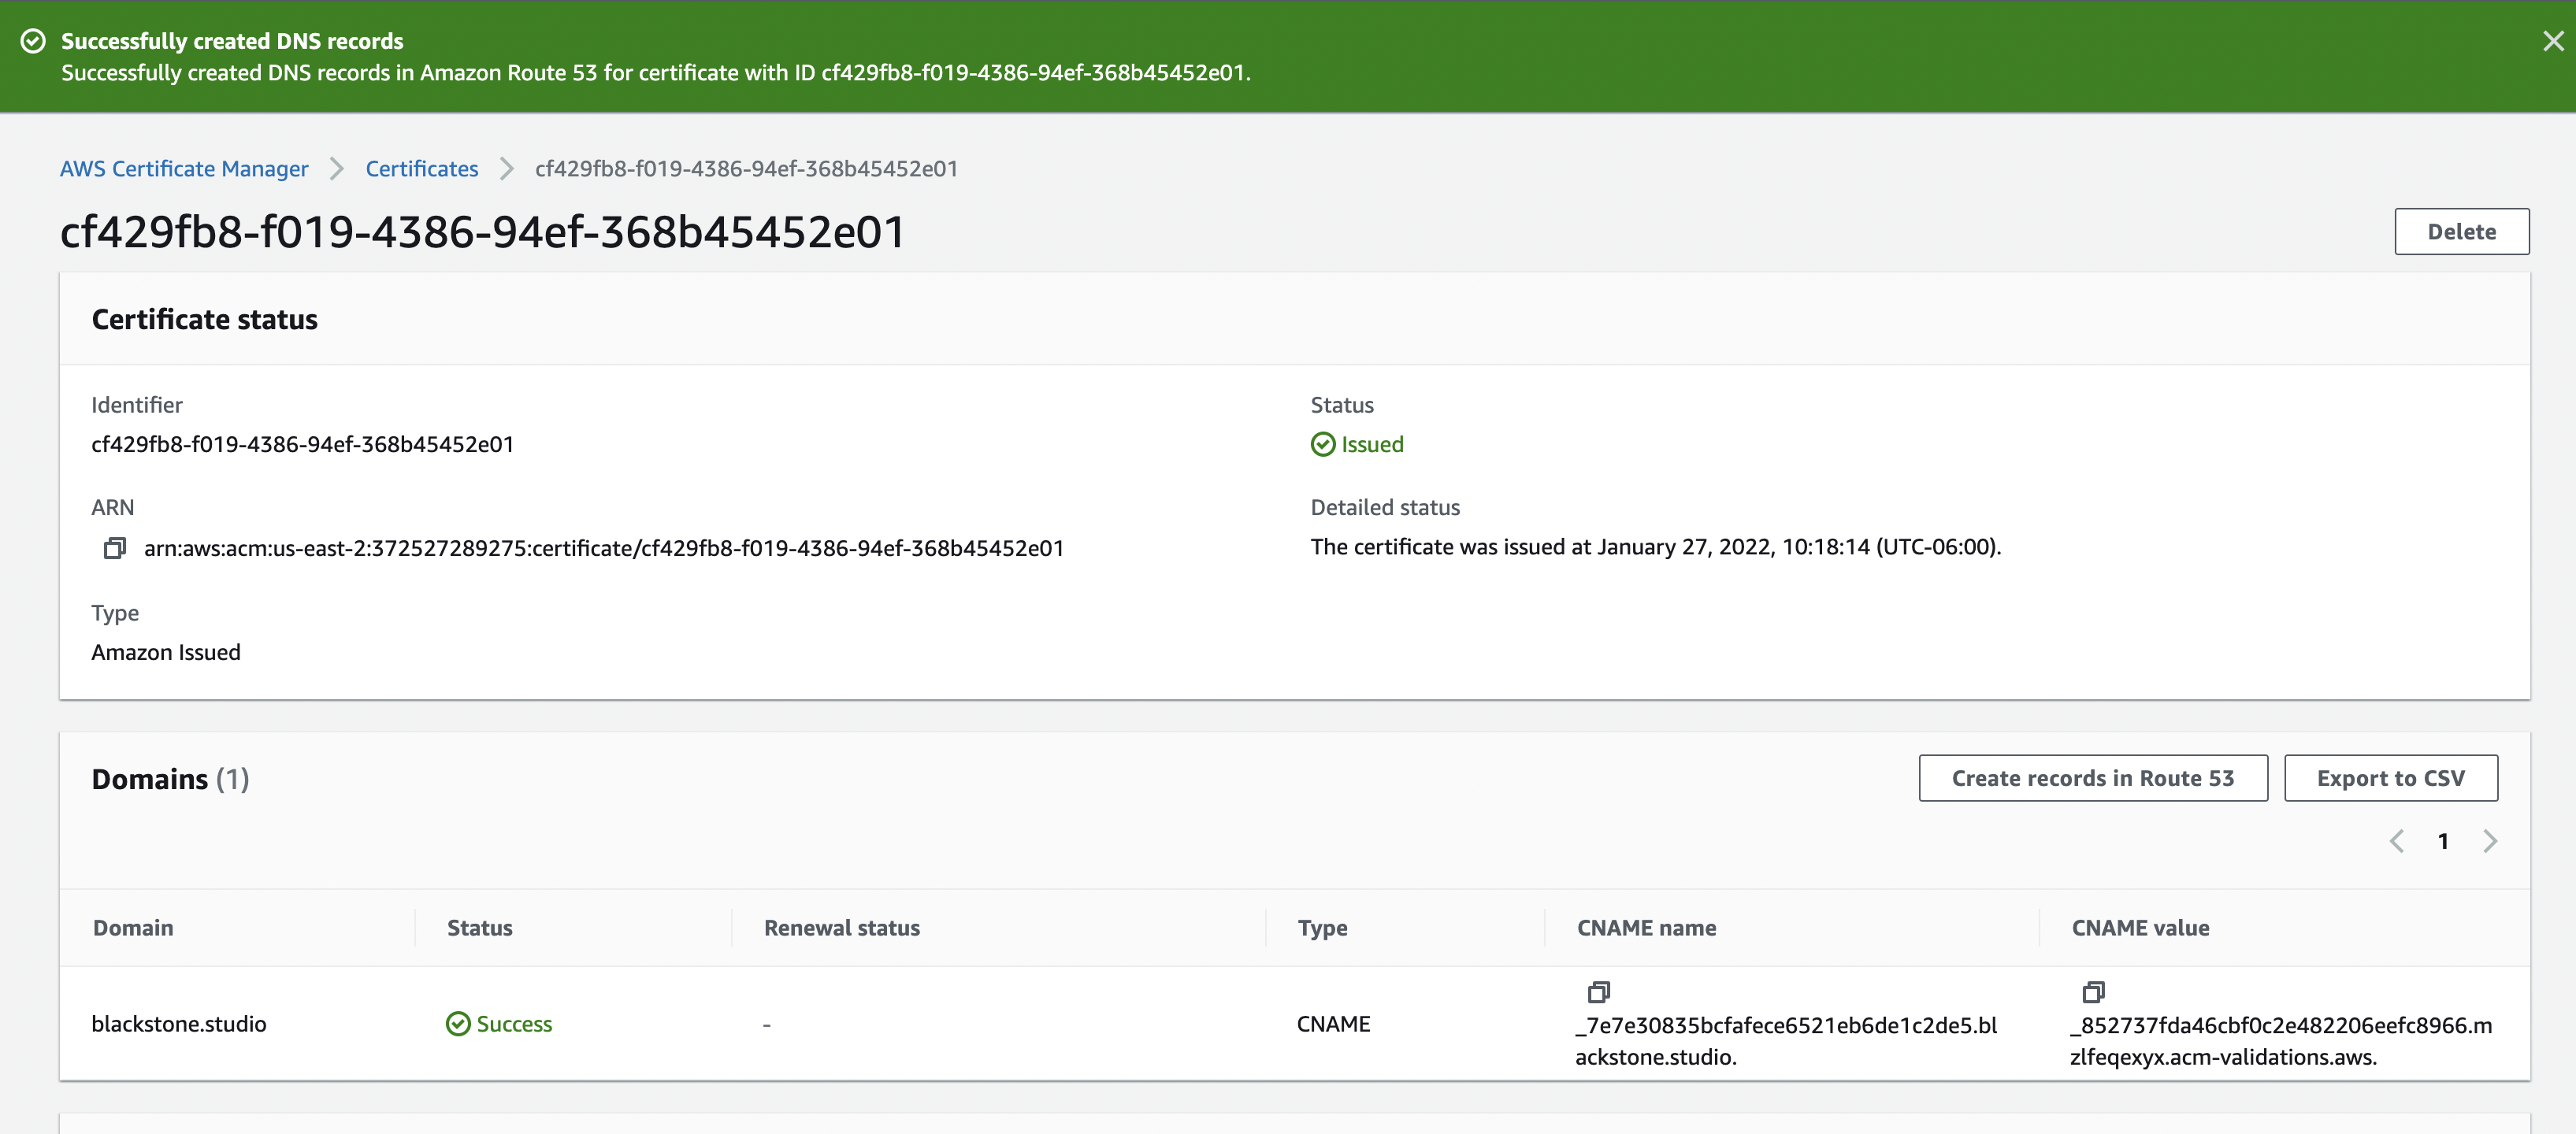 Successfully created DNS records
Successfully created DNS records in Amazon Route 53 for certificate with ID cf429fb8-f019-4386-94ef-368b45452e01.
AWS Certificate Manager
Certificates
cf429fb8-f019-4386-94ef-368b45452e01
cf429fb8-f019-4386-94ef-368b45452e01
Delete
Certificate status
Identifier
cf429fb8-f019-4386-94ef-368b45452e01
Status
Issued
ARN
arn:aws:acm:us-east-2:372527289275:certificate/cf429fb8-f019-4386-94ef-368b45452e01
Detailed status
The certificate was issued at January 27, 2022, 10:18:14 (UTC-06:00).
Type
Amazon Issued
Domains (1)
Create records in Route 53
Export to CSV
1
Domain
Status
Renewal status
Type
CNAME name
CNAME value
blackstone.studio
Success
-
CNAME
_7e7e30835bcfafece6521eb6de1c2de5.bl
ackstone.studio.
_852737fda46cbf0c2e482206eefc8966.m
zlfeqexyx.acm-validations.aws.